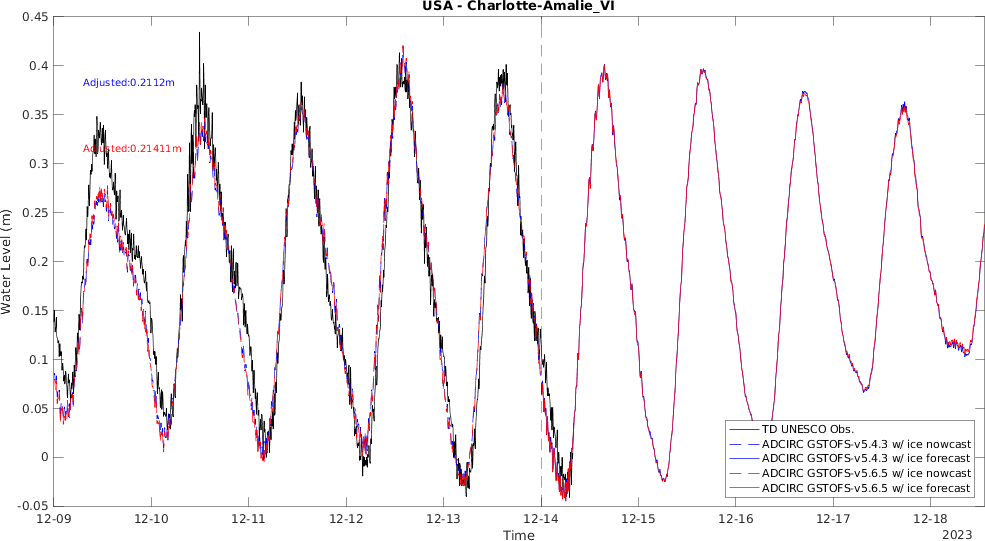 USA - Charlotte-Amalie_VI
0.45
0.4
0.35
0.3
0.25
0.2
0.15
0.1
0.05
0
-0.05
Water Level (m)
Adjusted:0.2112m
Adjusted:0.21411m
TD UNESCO Obs.
ADCIRC GSTOFS-v5.4.3 w/ ice nowcast
ADCIRC GSTOFS-v5.4.3 w/ ice forecast
ADCIRC GSTOFS-v5.6.5 w/ ice nowcast
ADCIRC GSTOFS-v5.6.5 w/ ice forecast
12-09 12-10 12-11 12-12 12-13 12-14 12-15 12-16 12-17 12-18
Time
2023